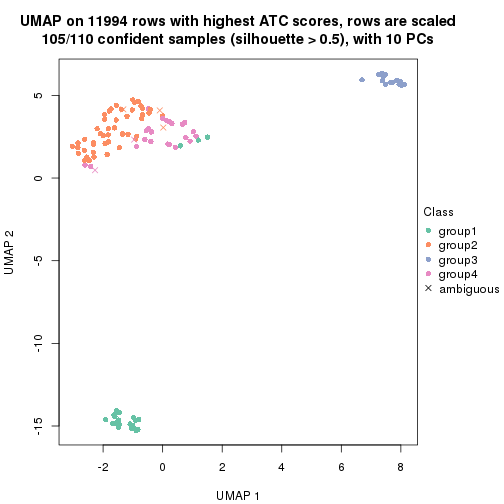 UMAP on 11994 rows with highest ATC scores, rows are scaled
105/110 confident samples (silhouette > 0.5), with 10 PCs
5
0
-5
-10
-15
UMAP 2
-2
0
2
4
6
8
UMAP 1
Class
group1
group2
group3
group4
ambiguous